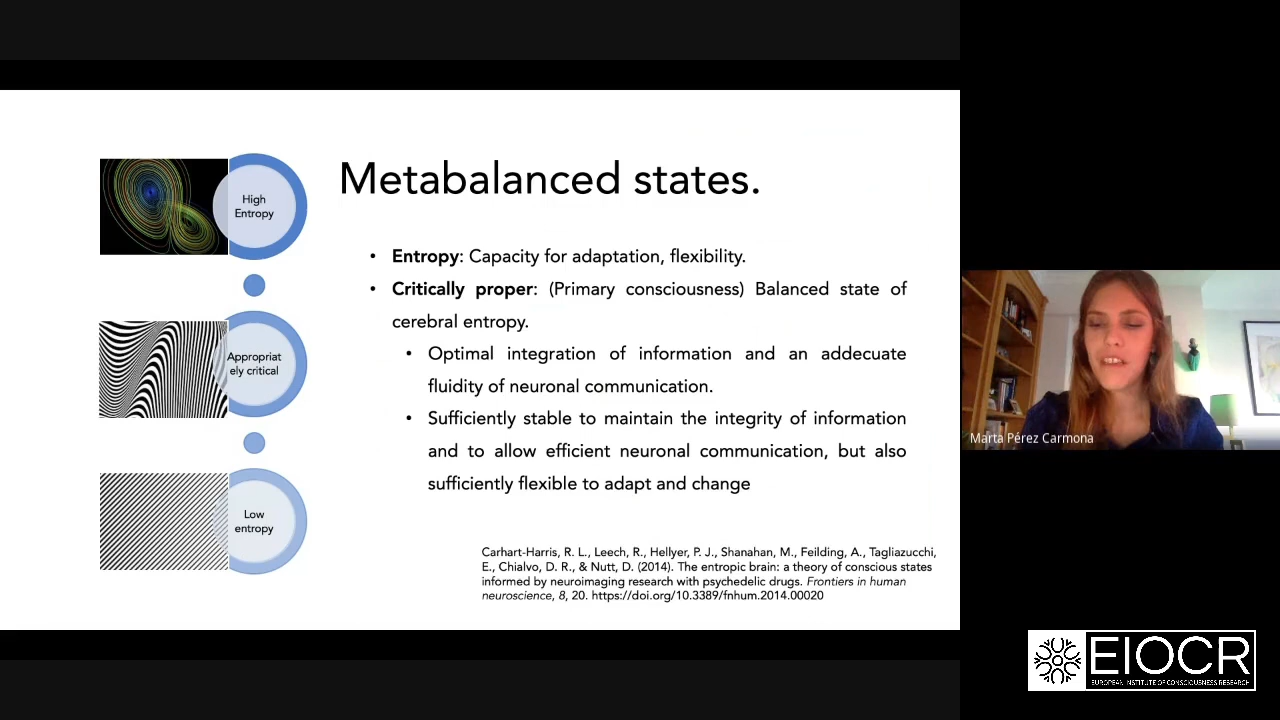 High
Entropy
Appropriat
ely critical
Low
entropy
Metabalanced states.
• Entropy: Capacity for adaptation, flexibility.
• Critically proper: (Primary consciousness) Balanced state of
cerebral entropy.
• Optimal integration of information and an addecuate
fluidity of neuronal communication.
• Sufficiently stable to maintain the integrity of information
and to allow efficient neuronal communication, but also
sufficiently flexible to adapt and change
Carhart-Harris, R. L., Leech, R., Hellyer, P. J., Shanahan, M., Feilding, A., Tagliazucchi,
E., Chialvo, D. R., & Nutt, D. (2014). The entropic brain: a theory of conscious states
informed by neuroimaging research with psychedelic drugs. Frontiers in human
neuroscience, 8, 20. https://doi.org/10.3389/fnhum.2014.00020
Marta Pérez Carmona
EIOCR
EUROPEAN INSTITUTE OF CONSCIOUSNESS RESEARCH